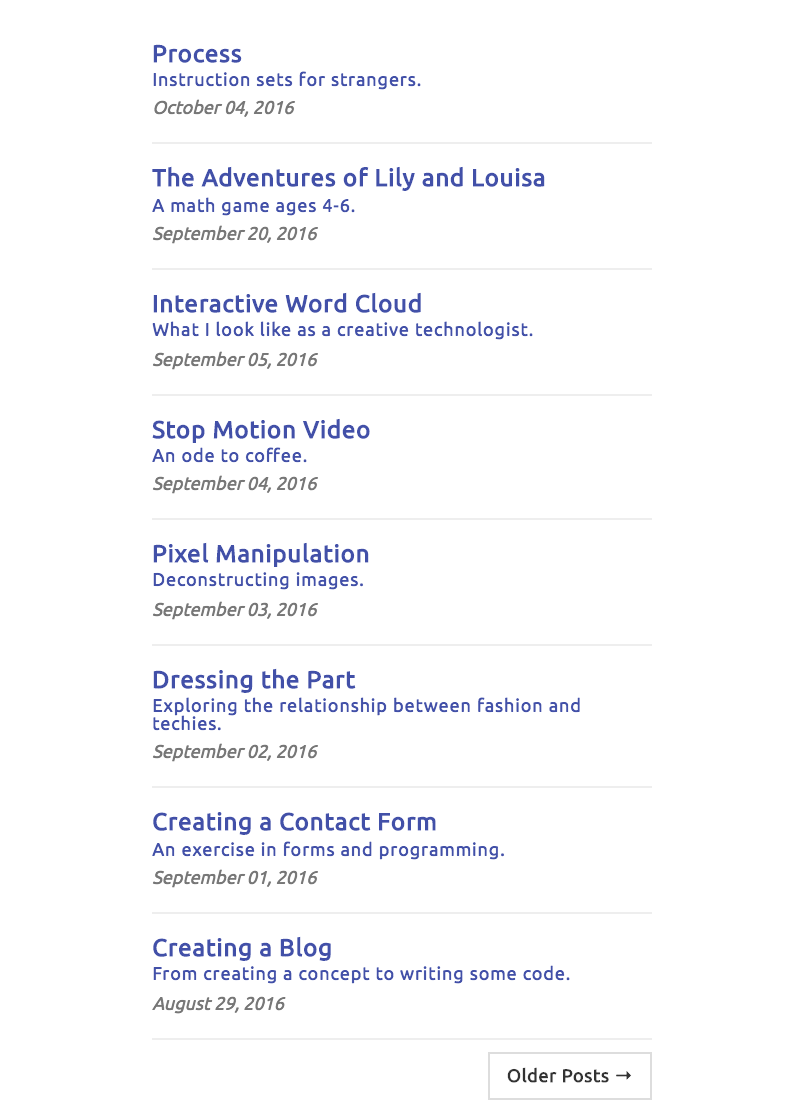 Process
Instruction sets for strangers.
October 04, 2016
The Adventures of Lily and Louisa
A math game ages 4-6.
September 20, 2016
Interactive Word Cloud
What I look like as a creative technologist.
September 05, 2016
Stop Motion Video
An ode to coffee.
September 04, 2016
Pixel Manipulation
Deconstructing images.
September 03, 2016
Dressing the Part
Exploring the relationship between fashion and
techies.
September 02, 2016
Creating a Contact Form
An exercise in forms and programming.
September 01, 2016
Creating a Blog
From creating a concept to writing some code.
August 29, 2016
Older Posts →